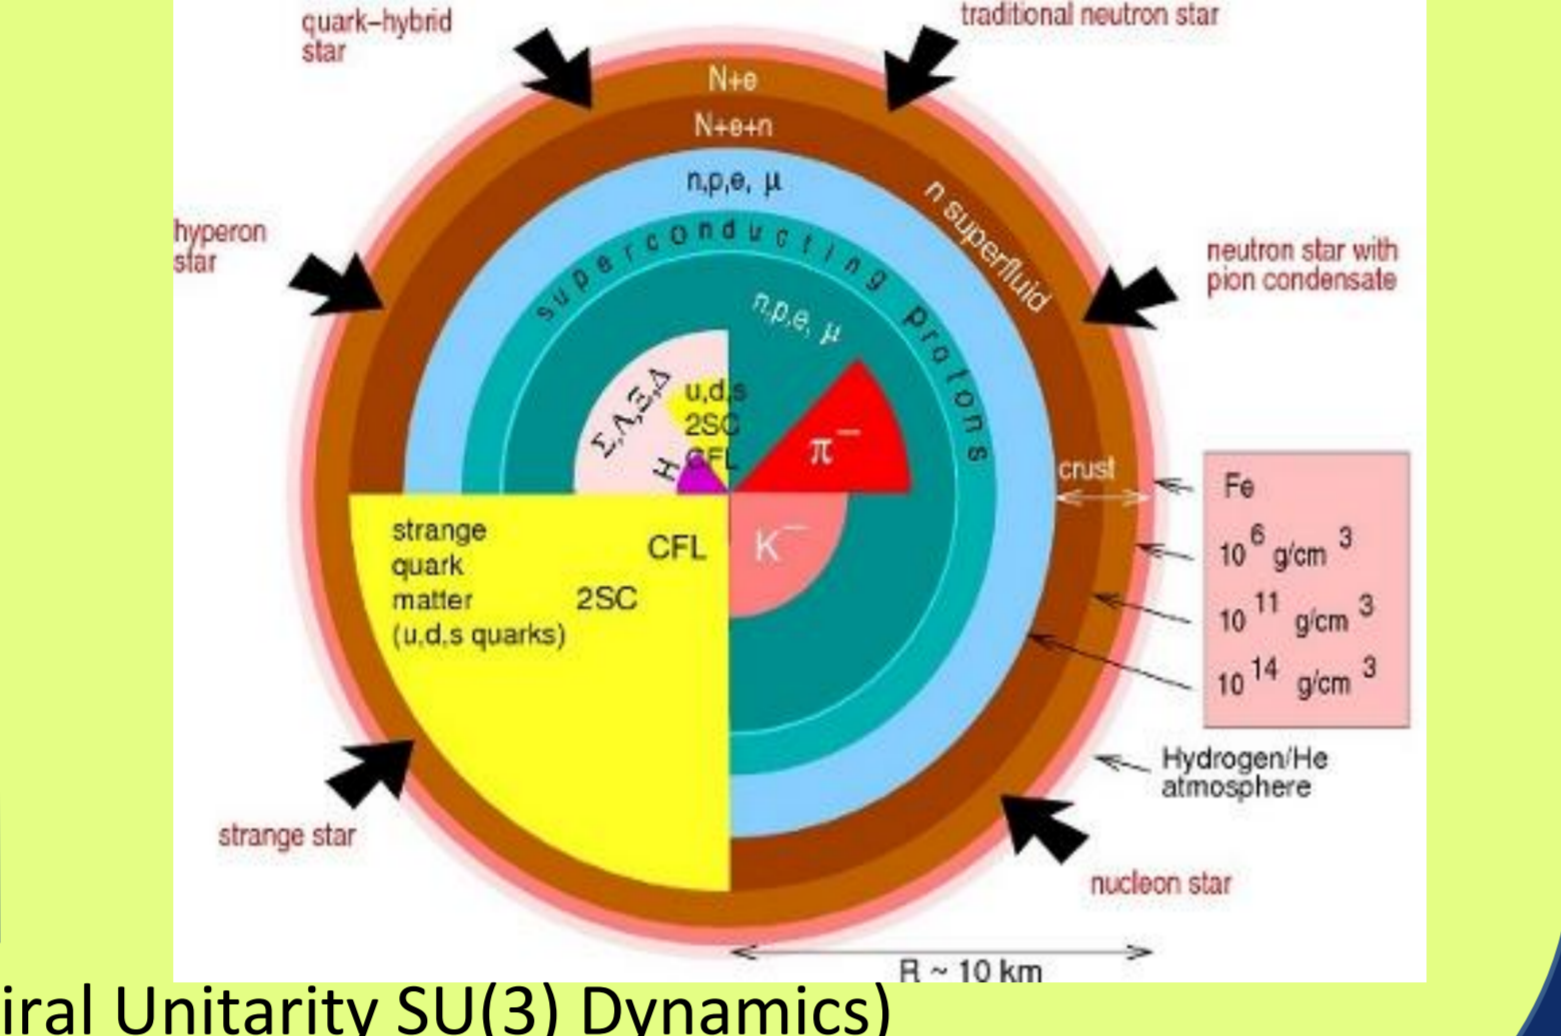 quark–hybrid
star
traditional neutron star
N+e
N+e+n
n,p,e, μ
n superfluid
hyperon
star
neutron star with
pion condensate
superconducting protons
n,p,e, μ
Σ,Λ,Ξ,Δ
u,d,s
2SC
CFL
H
π⁻
crust
Fe
10⁶ g/cm³
10¹¹ g/cm³
10¹⁴ g/cm³
strange
quark
matter
(u,d,s quarks)
CFL
2SC
K⁻
Hydrogen/He
atmosphere
strange star
nucleon star
R ~ 10 km
iral Unitarity SU(3) Dynamics)